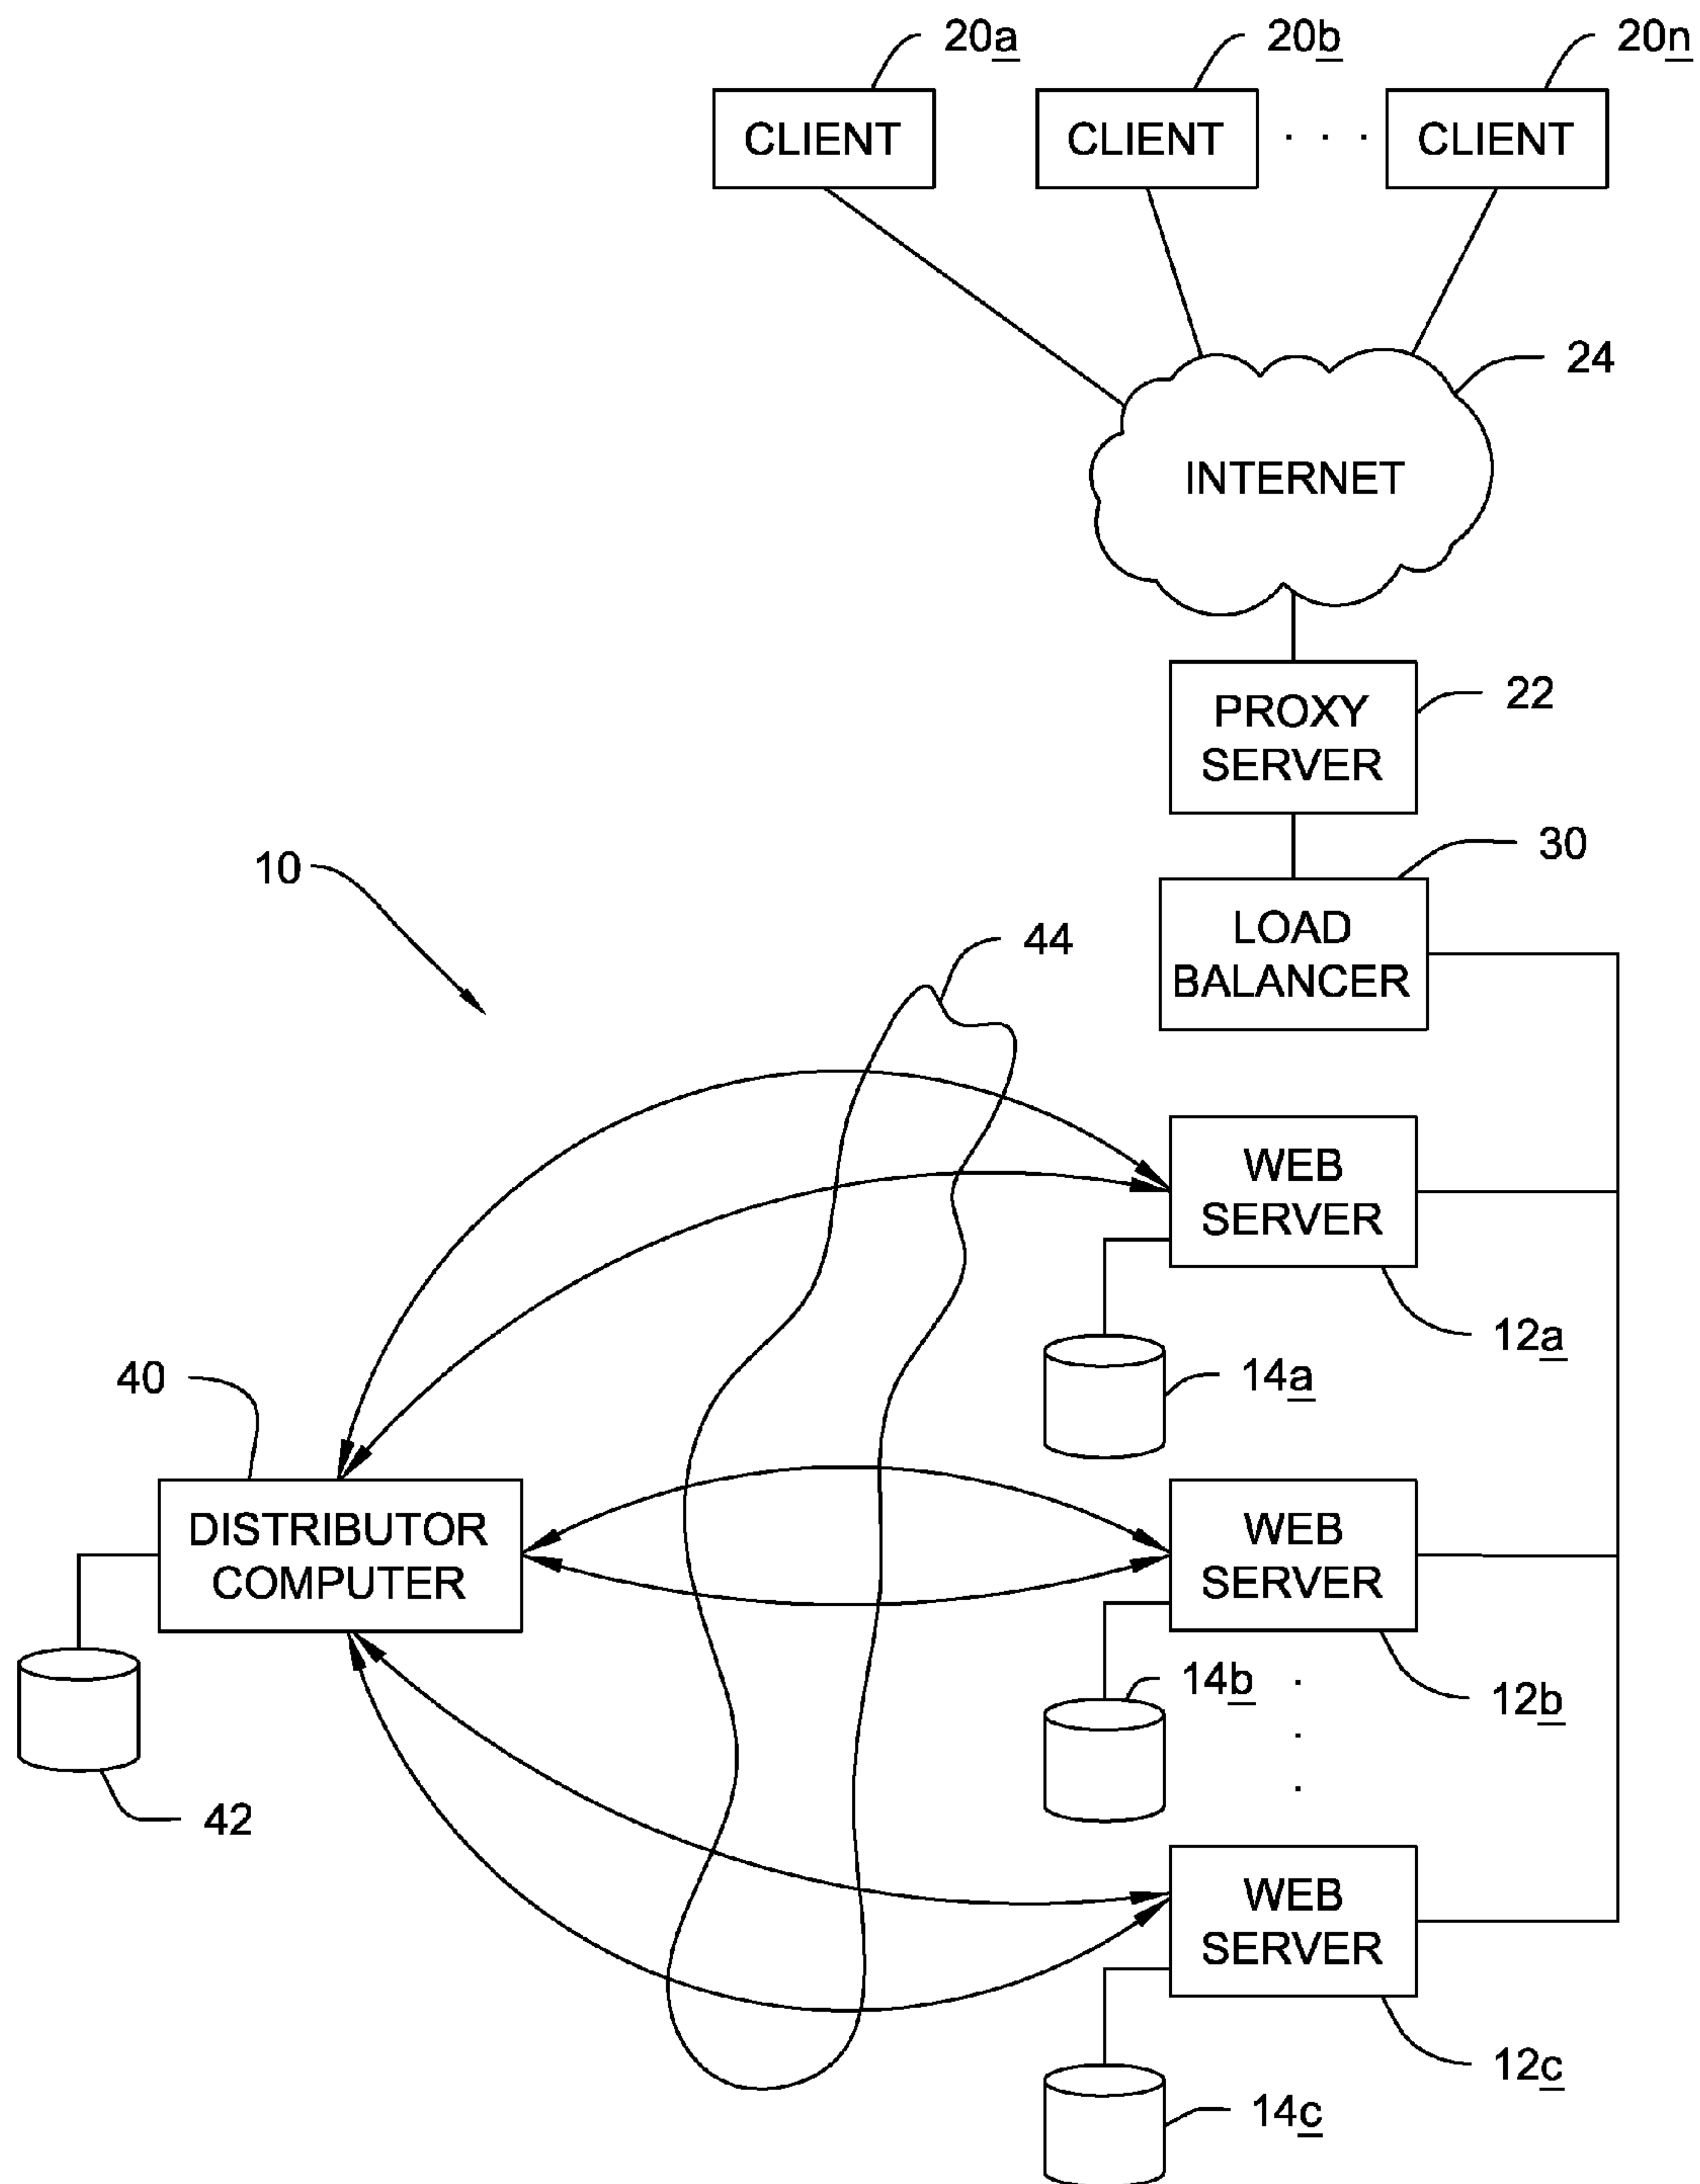 20a
20b
20n
CLIENT
CLIENT
. . .
CLIENT
24
INTERNET
22
PROXY
SERVER
30
LOAD
BALANCER
10
44
WEB
SERVER
12a
14a
40
DISTRIBUTOR
COMPUTER
WEB
SERVER
14b
12b
42
WEB
SERVER
12c
14c